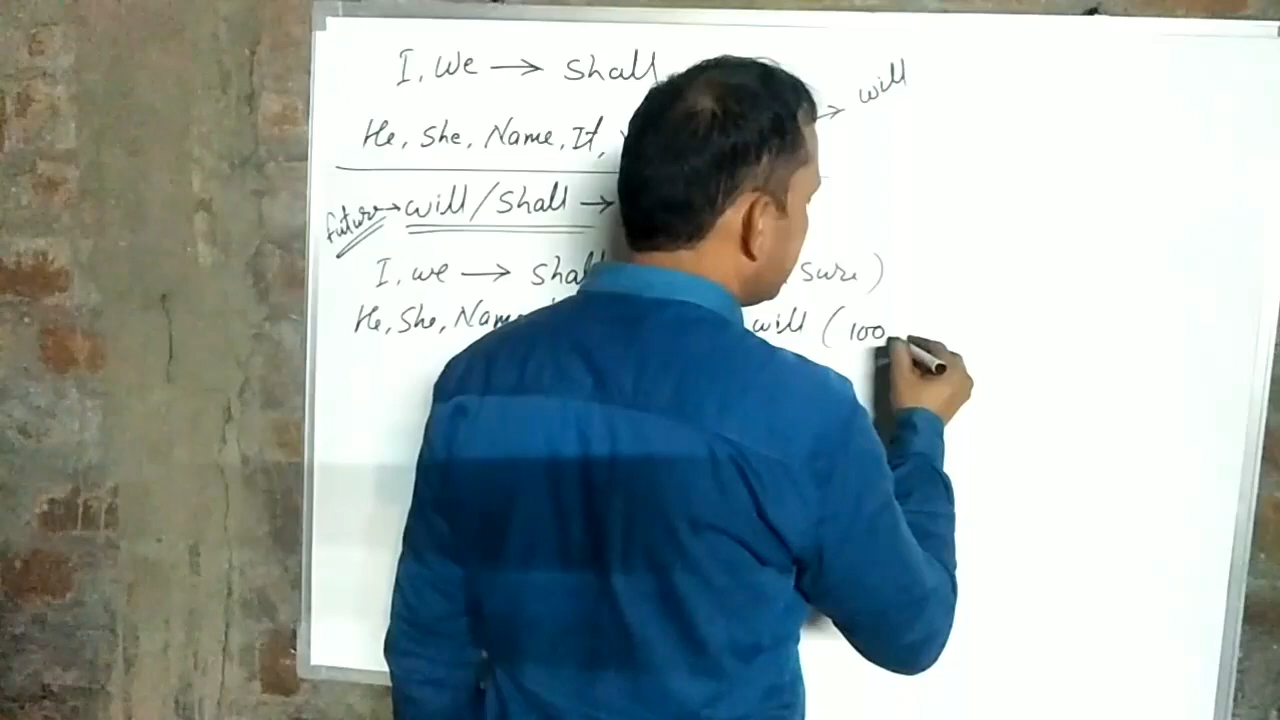 I, we → shall
→ will
He, She, Name, It,
future → will/shall →
I, we → shall sure)
He, She, Name will (100